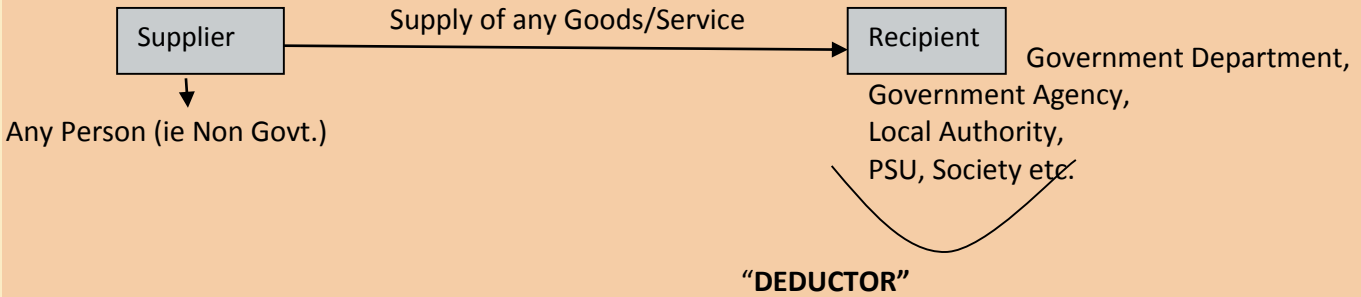 Supply of any Goods/Service
Supplier
Recipient
Government Department,
Government Agency,
Any Person (ie Non Govt.)
Local Authority,
PSU, Society etc.
“DEDUCTOR”